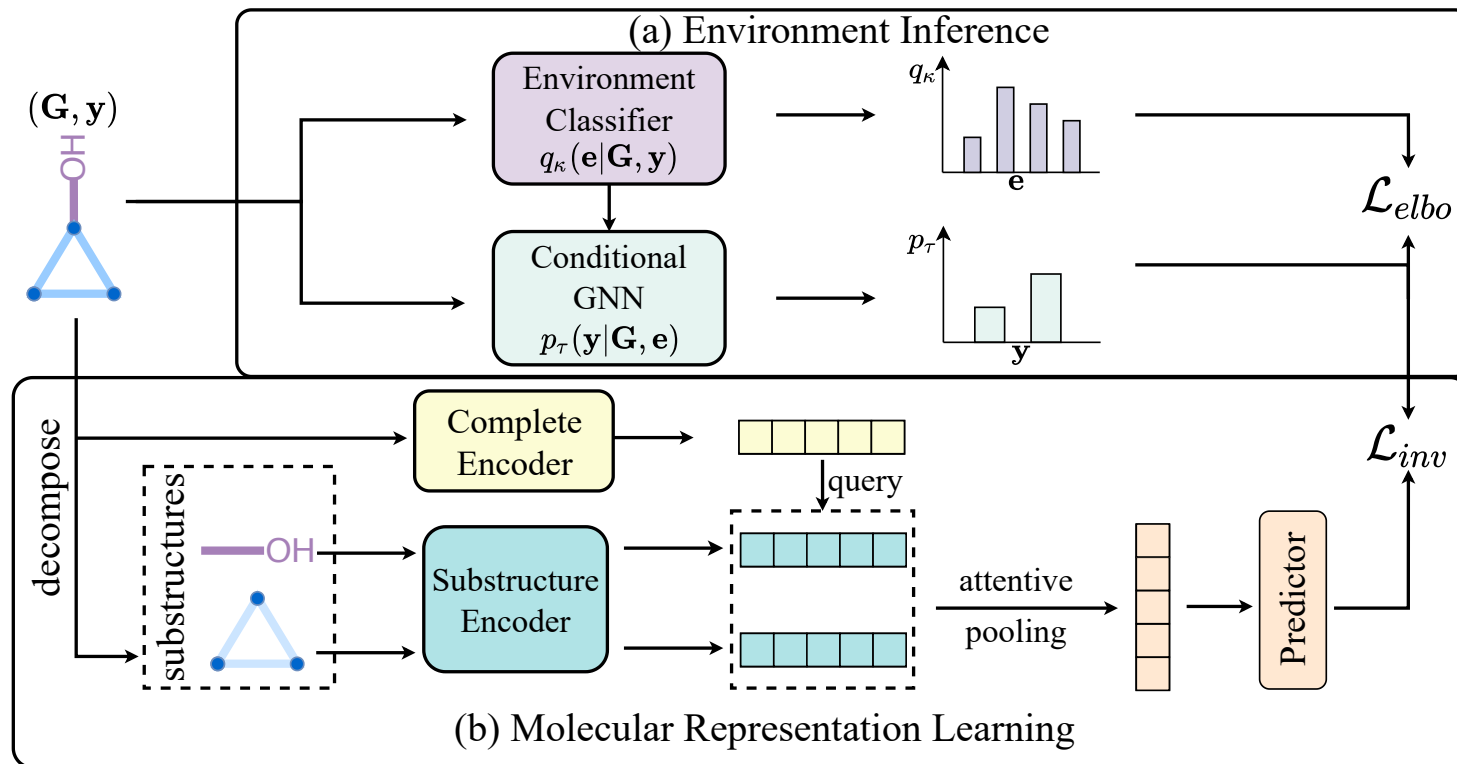 (a) Environment Inference
(G, y)
OH
Environment
Classifier
qκ(e|G, y)
qκ
e
Conditional
GNN
pτ(y|G, e)
pτ
y
ℒelbo
decompose
Complete
Encoder
query
ℒinv
substructures
OH
Substructure
Encoder
attentive
pooling
Predictor
(b) Molecular Representation Learning